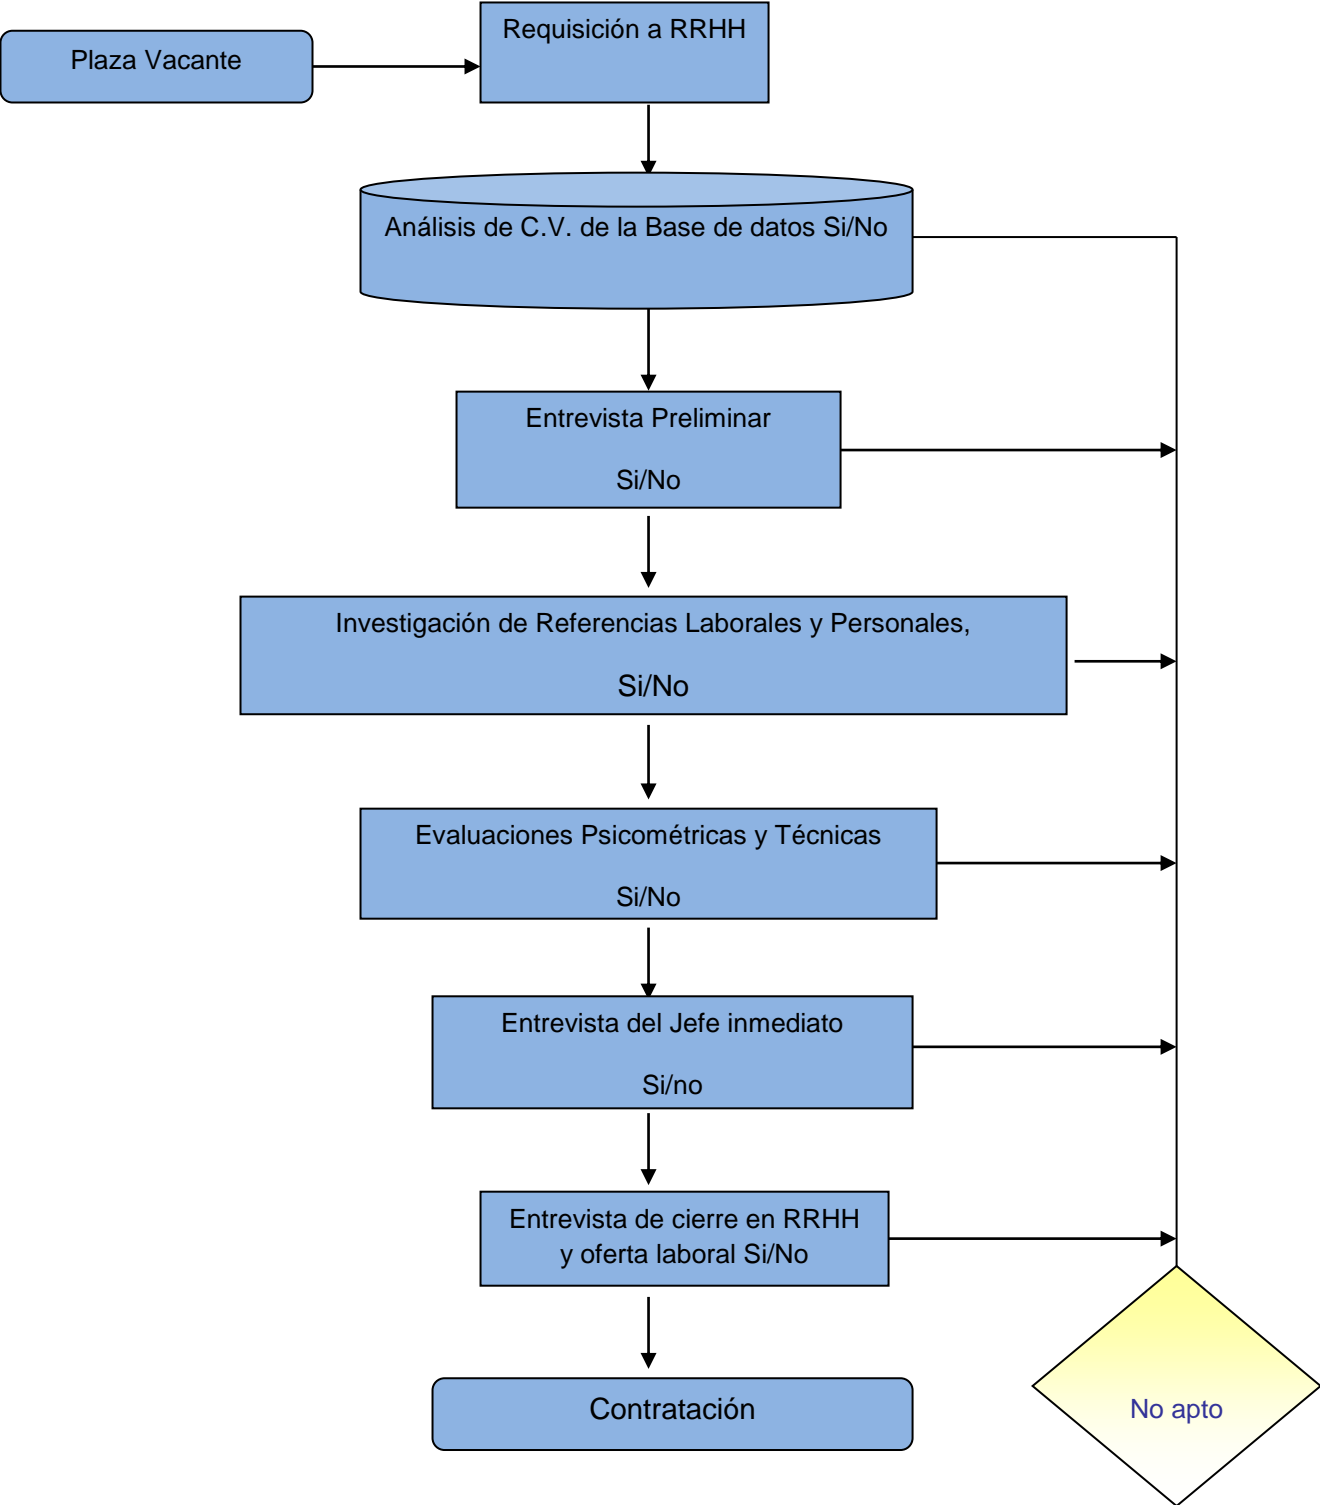 Requisición a RRHH
Plaza Vacante
Análisis de C.V. de la Base de datos Si/No
Entrevista Preliminar
Si/No
Investigación de Referencias Laborales y Personales,
Si/No
Evaluaciones Psicométricas y Técnicas
Si/No
Entrevista del Jefe inmediato
Si/no
Entrevista de cierre en RRHH
y oferta laboral Si/No
Contratación
No apto